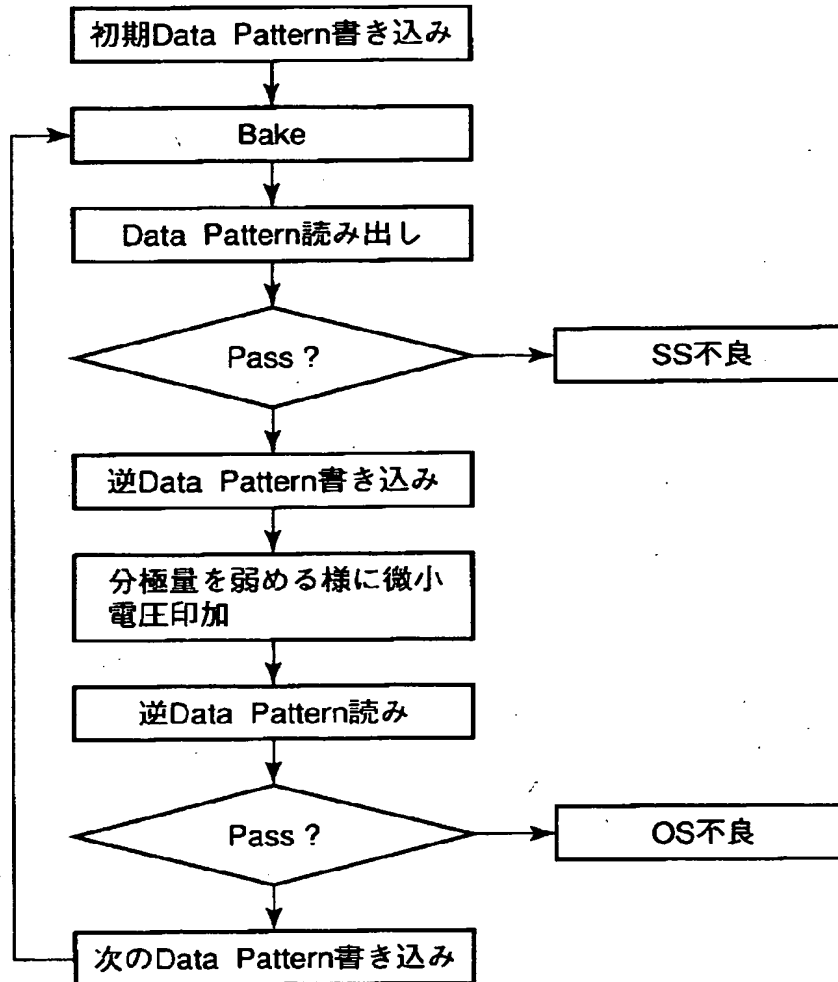 初期Data Pattern書き込み
Bake
Data Pattern読み出し
Pass ?
SS不良
逆Data Pattern書き込み
分極量を弱める様に微小
電圧印加
逆Data Pattern読み
Pass ?
OS不良
次のData Pattern書き込み